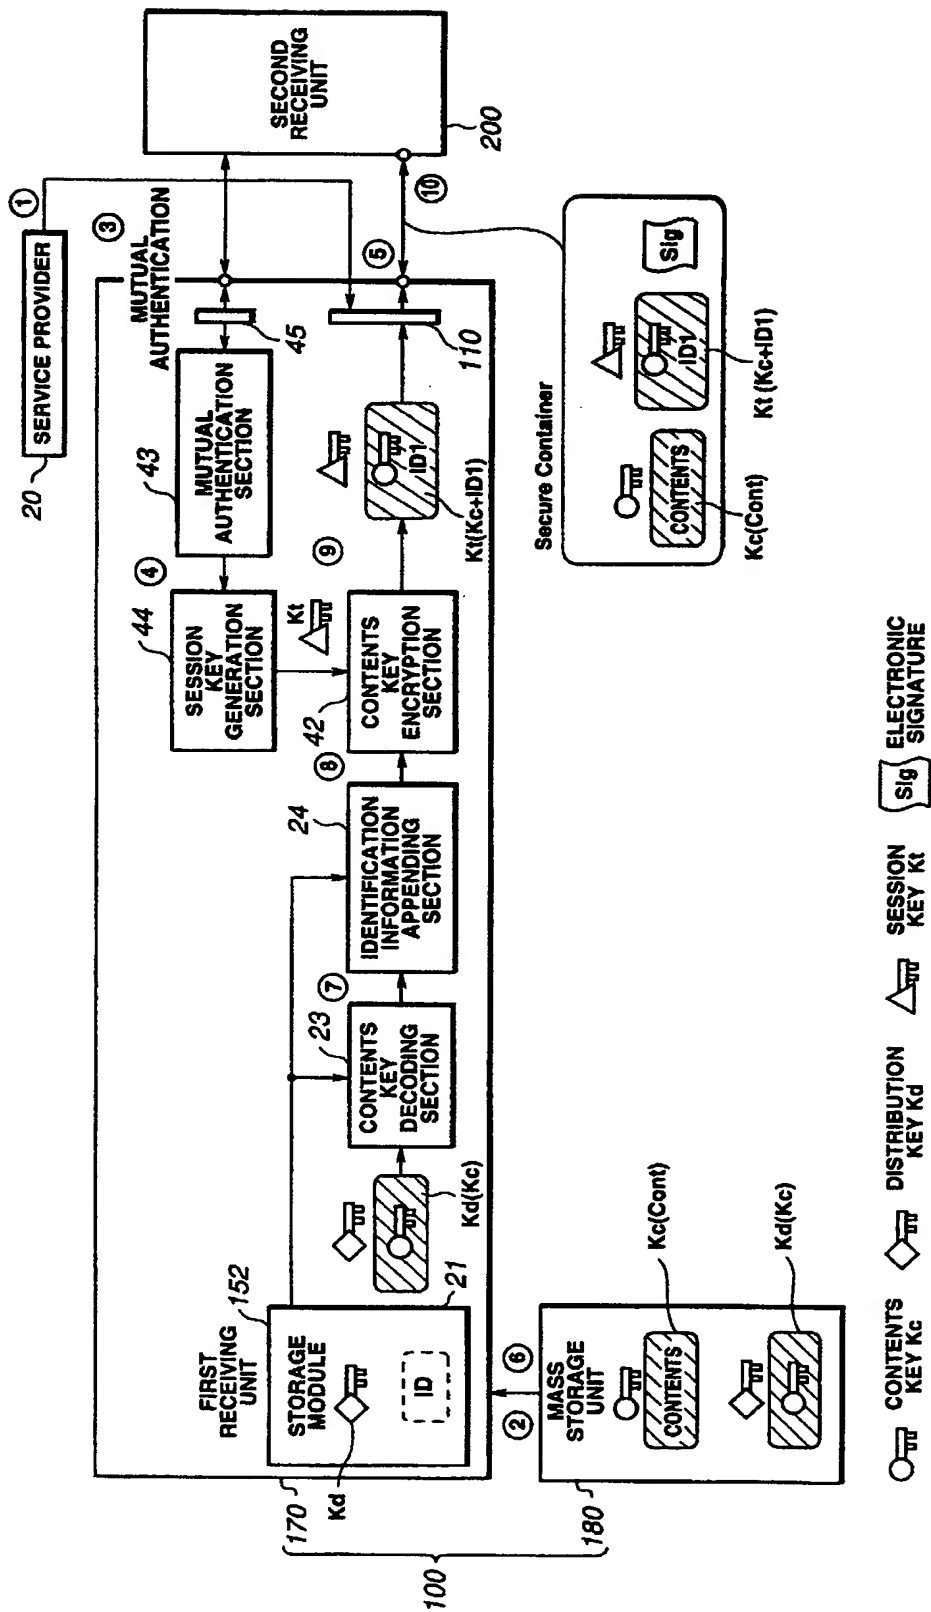 20
SERVICE PROVIDER
①
③
MUTUAL
AUTHENTICATION
SECOND
RECEIVING
UNIT
200
FIRST
RECEIVING
UNIT
152
170
Kd
STORAGE
MODULE
ID
21
Kd(Kc)
23
CONTENTS
KEY
DECODING
SECTION
⑦
24
IDENTIFICATION
INFORMATION
APPENDING
SECTION
⑧
44
④
SESSION
KEY
GENERATION
SECTION
43
MUTUAL
AUTHENTICATION
SECTION
45
Kt
42
CONTENTS
KEY
ENCRYPTION
SECTION
⑨
ID1
Kt(Kc+ID1)
110
⑤
⑩
100
180
②
⑥
MASS
STORAGE
UNIT
CONTENTS
Kc(Cont)
Kd(Kc)
Secure Container
CONTENTS
Kc(Cont)
ID1
Kt(Kc+ID1)
Sig
CONTENTS
KEY Kc
DISTRIBUTION
KEY Kd
SESSION
KEY Kt
Sig
ELECTRONIC
SIGNATURE